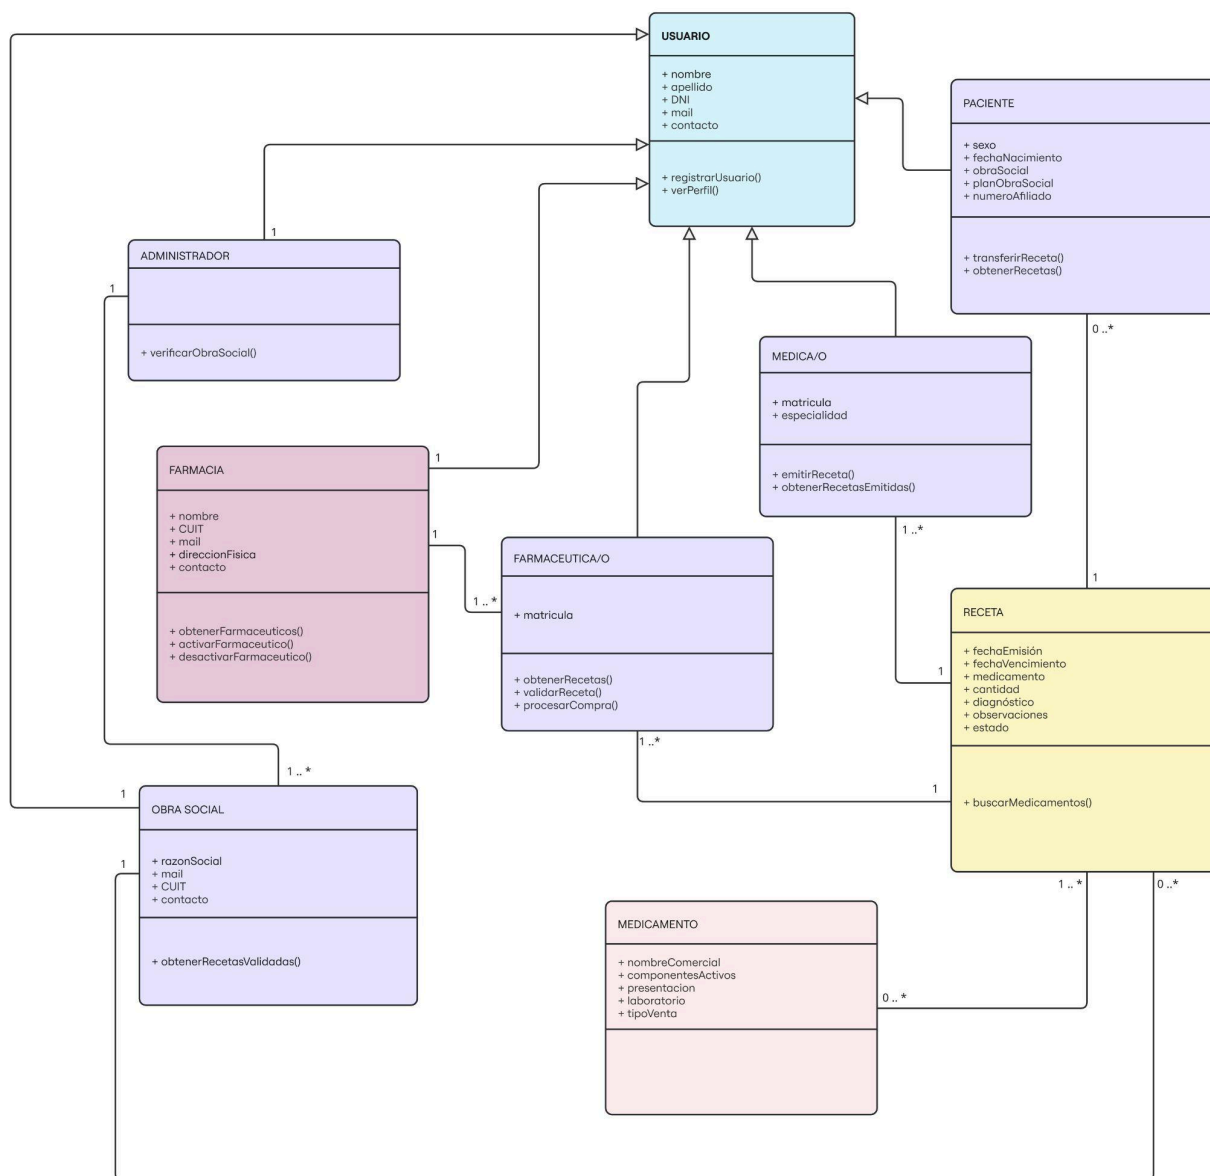 USUARIO
+ nombre
+ apellido
+ DNI
+ mail
+ contacto
+ registrarUsuario()
+ verPerfil()
PACIENTE
+ sexo
+ fechaNacimiento
+ obraSocial
+ planObraSocial
+ numeroAfiliado
+ transferirReceta()
+ obtenerRecetas()
0 ..*
1
ADMINISTRADOR
1
+ verificarObraSocial()
MEDICA/O
+ matricula
+ especialidad
+ emitirReceta()
+ obtenerRecetasEmitidas()
1 ..*
FARMACIA
1
+ nombre
+ CUIT
+ mail
+ direccionFisica
+ contacto
1
+ obtenerFarmaceuticos()
+ activarFarmaceutico()
+ desactivarFarmaceutico()
FARMACEUTICA/O
1 .. *
+ matricula
+ obtenerRecetas()
+ validarReceta()
+ procesarCompra()
1 ..*
1
RECETA
+ fechaEmisión
+ fechaVencimiento
+ medicamento
+ cantidad
+ diagnóstico
+ observaciones
+ estado
1
1
+ buscarMedicamentos()
1 .. *
0 ..*
1 .. *
1
OBRA SOCIAL
1
+ razonSocial
+ mail
+ CUIT
+ contacto
+ obtenerRecetasValidadas()
MEDICAMENTO
+ nombreComercial
+ componentesActivos
+ presentacion
+ laboratorio
+ tipoVenta
0 .. *